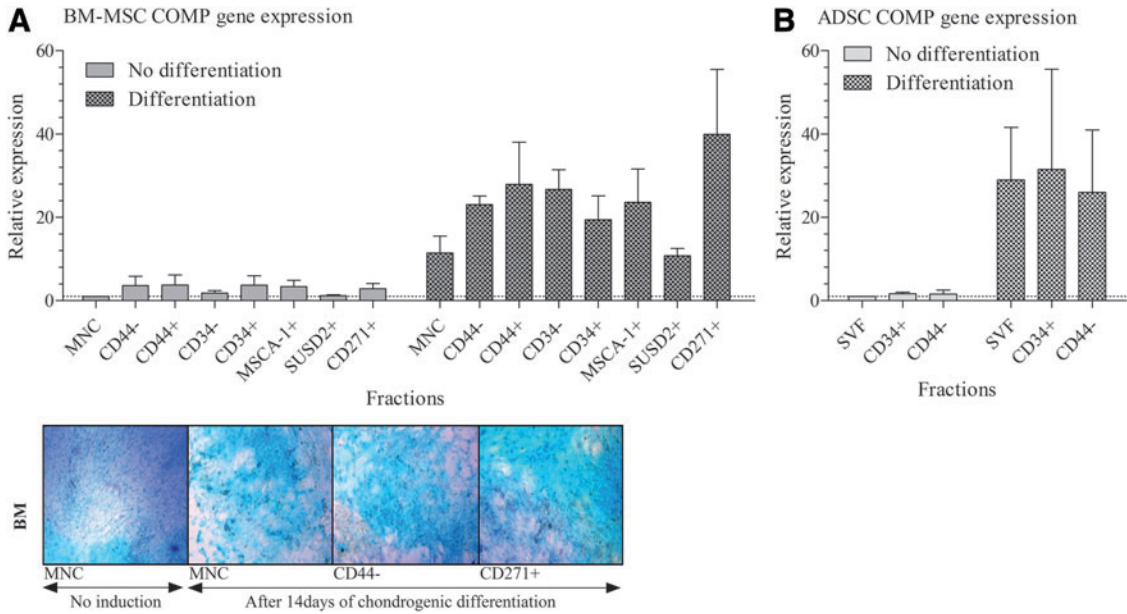 A BM-MSC COMP gene expression
60
40
20
0
Relative expression
No differentiation
Differentiation
MNC
CD44-
CD44+
CD34-
CD34+
MSCA-1+
SUSD2+
CD271+
MNC
CD44-
CD44+
CD34-
CD34+
MSCA-1+
SUSD2+
CD271+
Fractions
B ADSC COMP gene expression
60
40
20
0
Relative expression
No differentiation
Differentiation
SVF
CD34+
CD44-
SVF
CD34+
CD44-
Fractions
BM
MNC MNC CD44- CD271+
No induction After 14days of chondrogenic differentiation